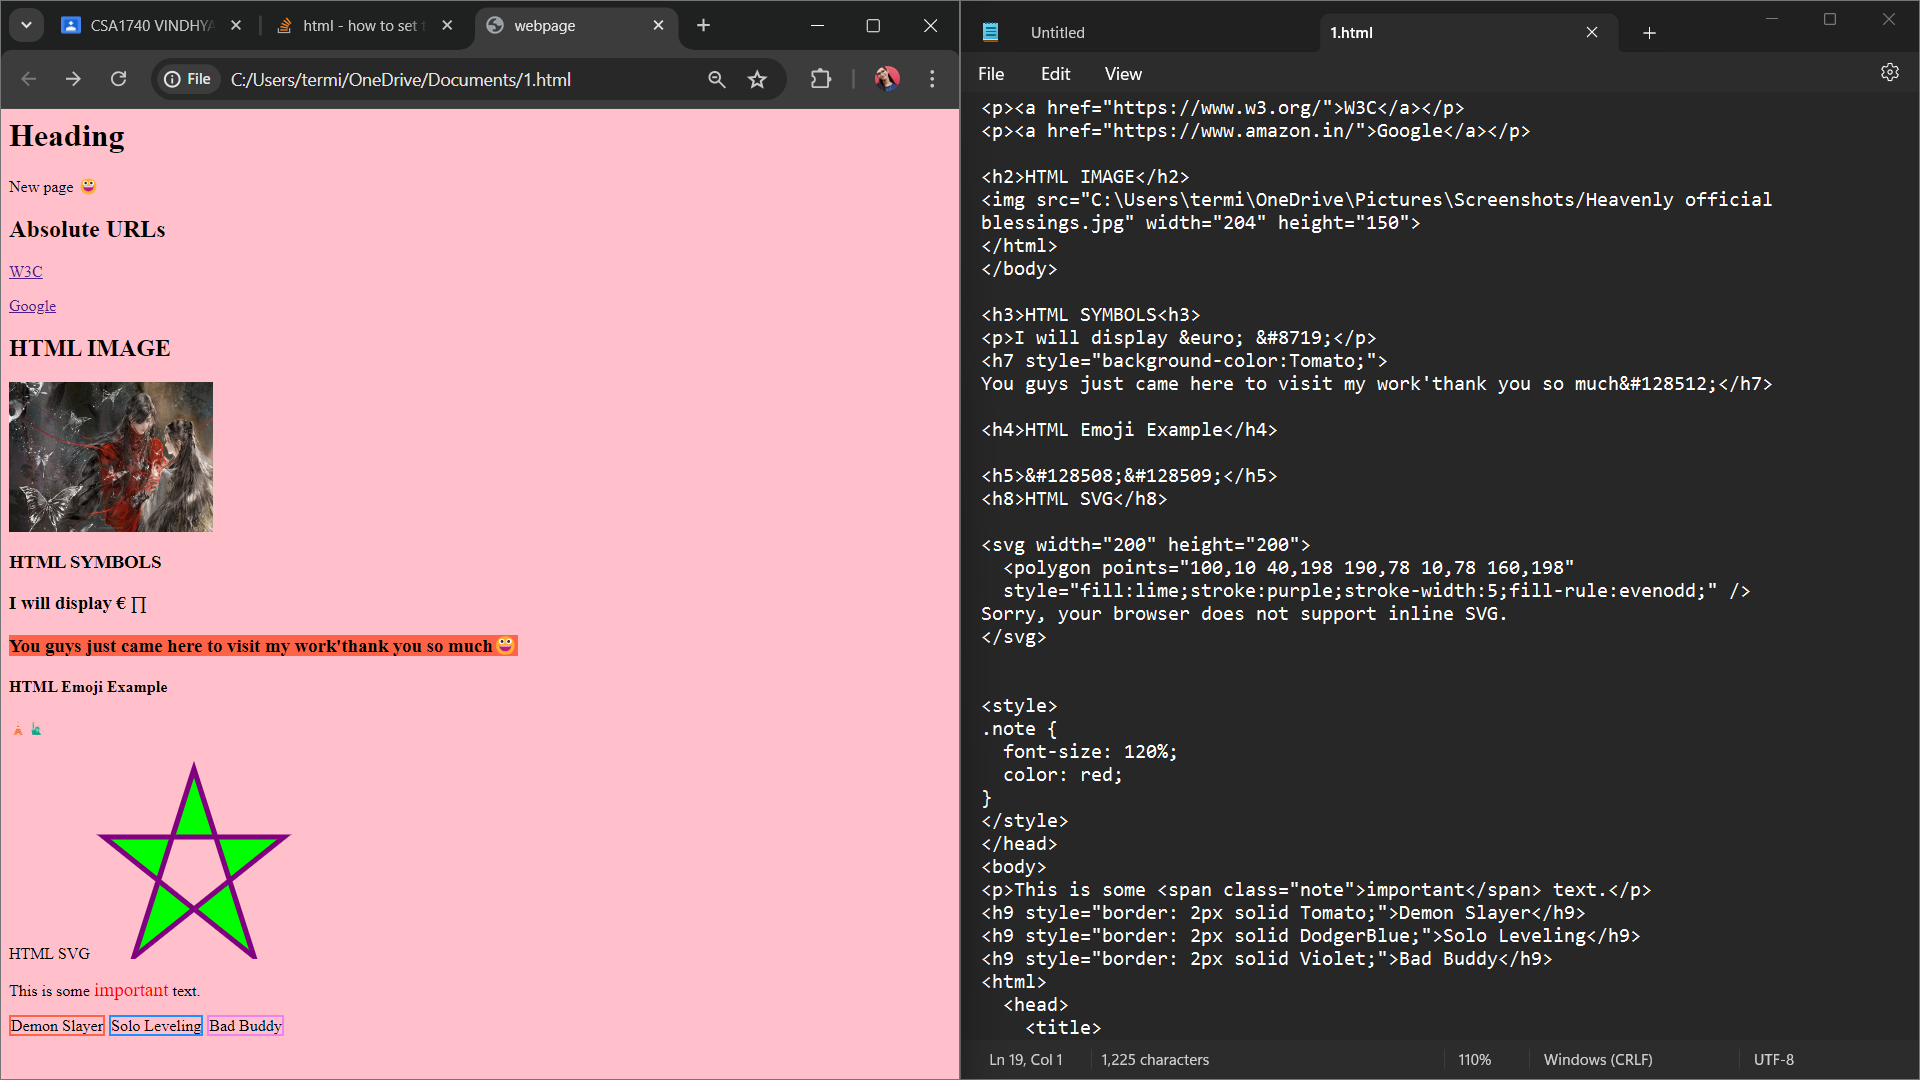 CSA1740 VINDHYA
html - how to set t
webpage
File
C:/Users/termi/OneDrive/Documents/1.html
Heading
New page 😀
Absolute URLs
W3C
Google
HTML IMAGE
HTML SYMBOLS
I will display € ∏
You guys just came here to visit my work'thank you so much😀
HTML Emoji Example
HTML SVG
This is some important text.
Demon Slayer Solo Leveling Bad Buddy
Untitled
1.html
File Edit View
<p><a href="https://www.w3.org/">W3C</a></p>
<p><a href="https://www.amazon.in/">Google</a></p>
<h2>HTML IMAGE</h2>
<img src="C:\Users\termi\OneDrive\Pictures\Screenshots/Heavenly official
blessings.jpg" width="204" height="150">
</html>
</body>
<h3>HTML SYMBOLS<h3>
<p>I will display &euro; &#8719;</p>
<h7 style="background-color:Tomato;">
You guys just came here to visit my work'thank you so much&#128512;</h7>
<h4>HTML Emoji Example</h4>
<h5>&#128508;&#128509;</h5>
<h8>HTML SVG</h8>
<svg width="200" height="200">
  <polygon points="100,10 40,198 190,78 10,78 160,198"
  style="fill:lime;stroke:purple;stroke-width:5;fill-rule:evenodd;" />
Sorry, your browser does not support inline SVG.
</svg>
<style>
.note {
  font-size: 120%;
  color: red;
}
</style>
</head>
<body>
<p>This is some <span class="note">important</span> text.</p>
<h9 style="border: 2px solid Tomato;">Demon Slayer</h9>
<h9 style="border: 2px solid DodgerBlue;">Solo Leveling</h9>
<h9 style="border: 2px solid Violet;">Bad Buddy</h9>
<html>
  <head>
    <title>
Ln 19, Col 1
1,225 characters
110%
Windows (CRLF)
UTF-8